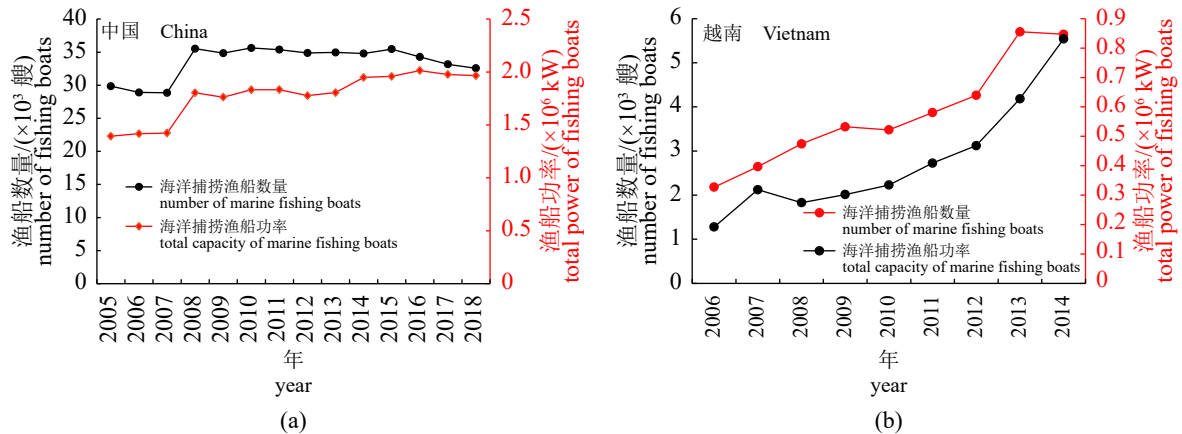 中国 China
渔船数量/(×10³ 艘)
number of fishing boats
40
35
30
25
20
15
10
5
0
海洋捕捞渔船数量
number of marine fishing boats
海洋捕捞渔船功率
total capacity of marine fishing boats
2.5
2.0
1.5
1.0
0.5
0
渔船功率/(×10⁶ kW)
total power of fishing boats
2005 2006 2007 2008 2009 2010 2011 2012 2013 2014 2015 2016 2017 2018
年
year
(a)
越南 Vietnam
渔船数量/(×10³ 艘)
number of fishing boats
6
5
4
3
2
1
0
海洋捕捞渔船数量
number of marine fishing boats
海洋捕捞渔船功率
total capacity of marine fishing boats
0.9
0.8
0.7
0.6
0.5
0.4
0.3
0.2
0.1
0
渔船功率/(×10⁶ kW)
total power of fishing boats
2006 2007 2008 2009 2010 2011 2012 2013 2014
年
year
(b)